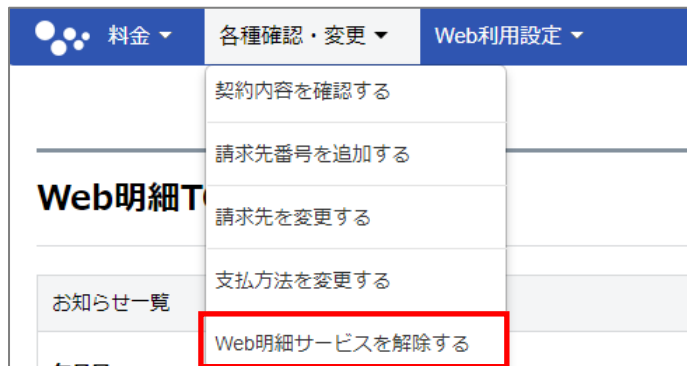 料金 ▼ 各種確認・変更 ▼ Web利用設定 ▼
契約内容を確認する
請求先番号を追加する
Web明細T
請求先を変更する
支払方法を変更する
お知らせ一覧
Web明細サービスを解除する